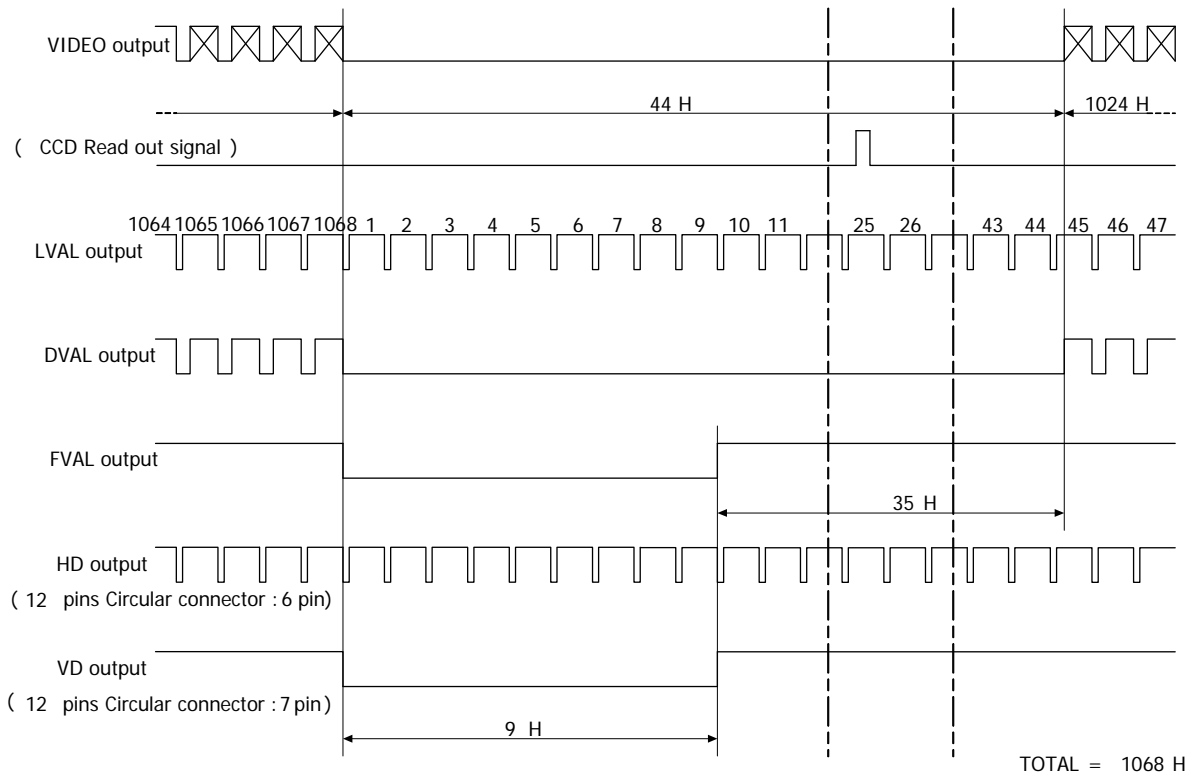 VIDEO output
44 H
1024 H
( CCD Read out signal )
1064 1065 1066 1067 1068 1 2 3 4 5 6 7 8 9 10 11 25 26 43 44 45 46 47
LVAL output
DVAL output
FVAL output
35 H
HD output
( 12 pins Circular connector : 6 pin)
VD output
( 12 pins Circular connector : 7 pin)
9 H
TOTAL = 1068 H